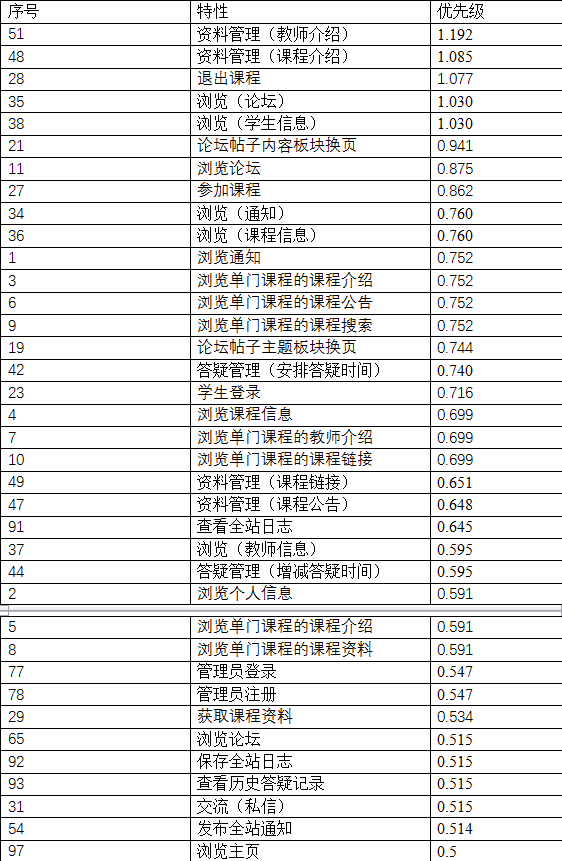 序号 特性 优先级
51 资料管理（教师介绍） 1.192
48 资料管理（课程介绍） 1.085
28 退出课程 1.077
35 浏览（论坛） 1.030
38 浏览（学生信息） 1.030
21 论坛帖子内容板块换页 0.941
11 浏览论坛 0.875
27 参加课程 0.862
34 浏览（通知） 0.760
36 浏览（课程信息） 0.760
1 浏览通知 0.752
3 浏览单门课程的课程介绍 0.752
6 浏览单门课程的课程公告 0.752
9 浏览单门课程的课程搜索 0.752
19 论坛帖子主题板块换页 0.744
42 答疑管理（安排答疑时间） 0.740
23 学生登录 0.716
4 浏览课程信息 0.699
7 浏览单门课程的教师介绍 0.699
10 浏览单门课程的课程链接 0.699
49 资料管理（课程链接） 0.651
47 资料管理（课程公告） 0.648
91 查看全站日志 0.645
37 浏览（教师信息） 0.595
44 答疑管理（增减答疑时间） 0.595
2 浏览个人信息 0.591
5 浏览单门课程的课程介绍 0.591
8 浏览单门课程的课程资料 0.591
77 管理员登录 0.547
78 管理员注册 0.547
29 获取课程资料 0.534
65 浏览论坛 0.515
92 保存全站日志 0.515
93 查看历史答疑记录 0.515
31 交流（私信） 0.515
54 发布全站通知 0.514
97 浏览主页 0.5